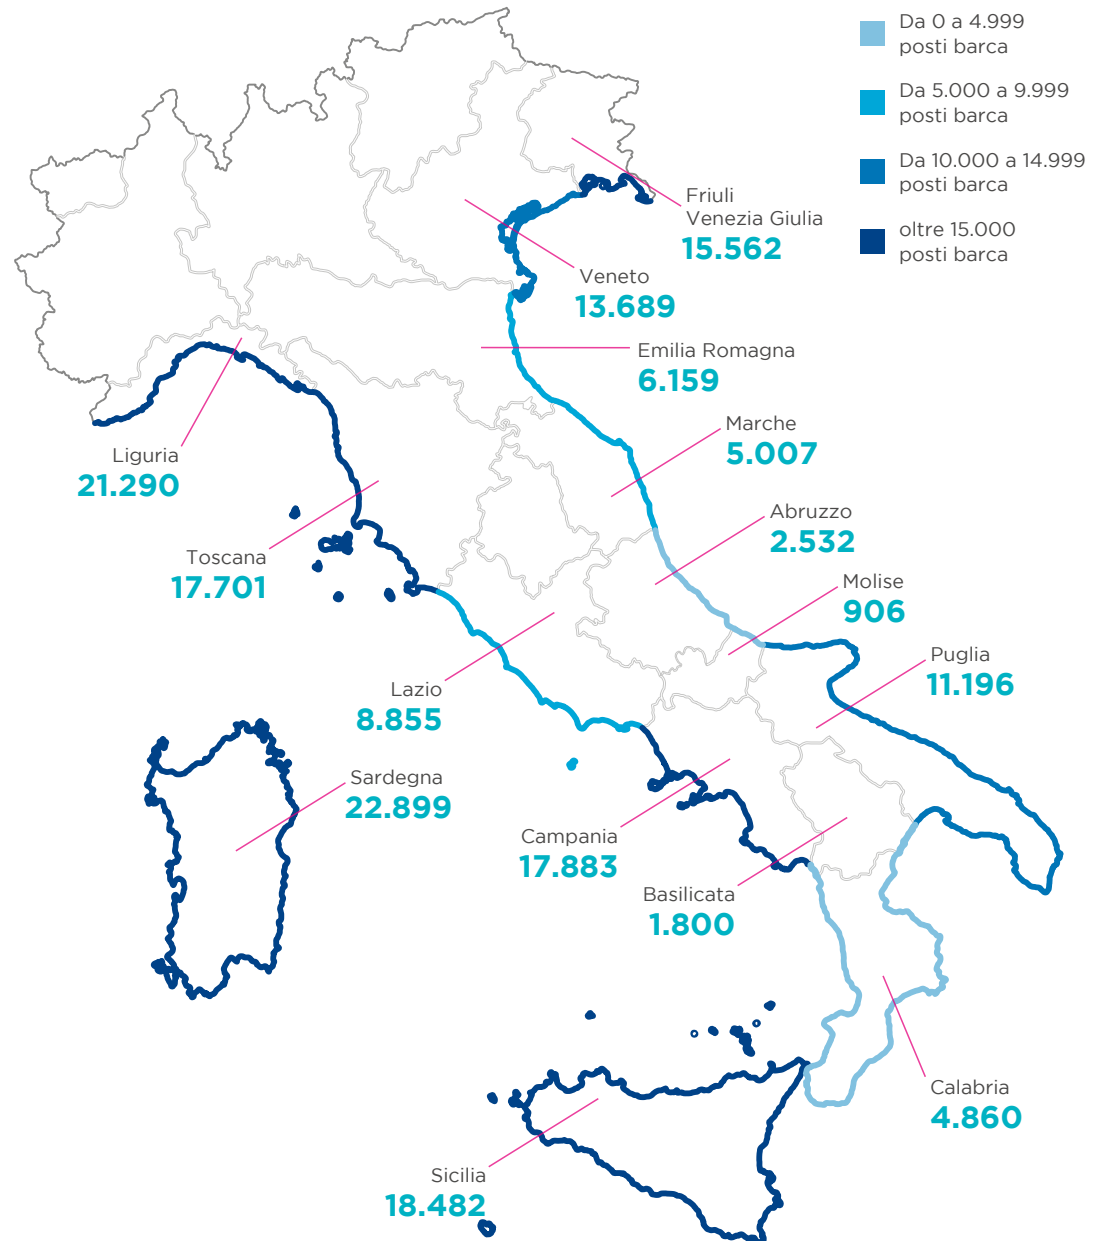 Da 0 a 4.999
posti barca
Da 5.000 a 9.999
posti barca
Da 10.000 a 14.999
posti barca
oltre 15.000
posti barca
Friuli
Venezia Giulia
15.562
Veneto
13.689
Emilia Romagna
6.159
Marche
5.007
Liguria
21.290
Abruzzo
2.532
Toscana
17.701
Molise
906
Puglia
11.196
Lazio
8.855
Sardegna
22.899
Campania
17.883
Basilicata
1.800
Calabria
4.860
Sicilia
18.482